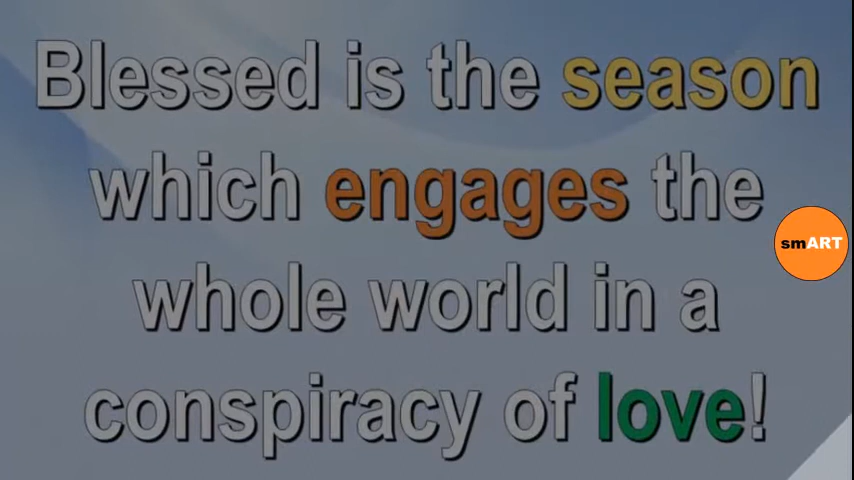 Blessed is the season
which engages the
whole world in a
conspiracy of love!
smART